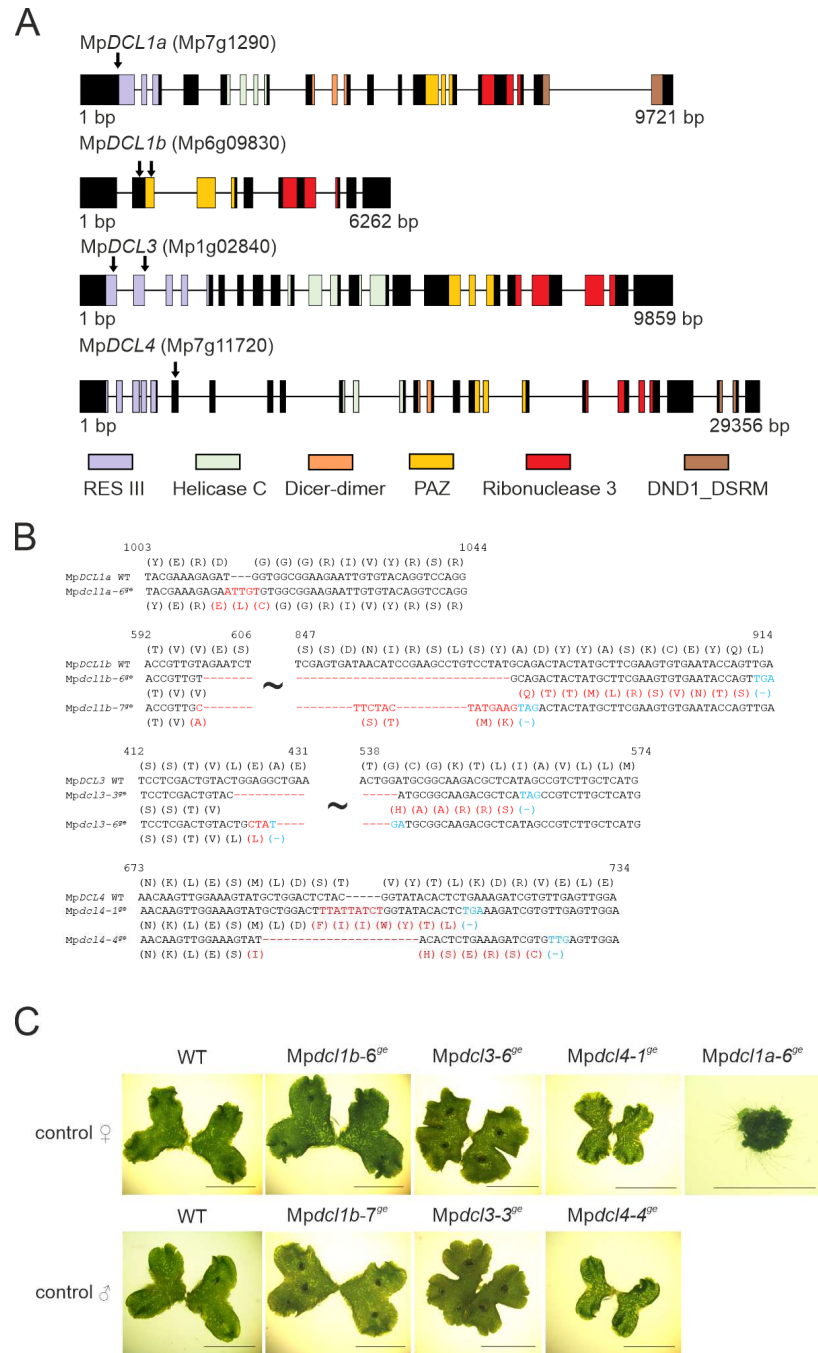 A
MpDCL1a (Mp7g1290)
1 bp 9721 bp
MpDCL1b (Mp6g09830)
1 bp 6262 bp
MpDCL3 (Mp1g02840)
1 bp 9859 bp
MpDCL4 (Mp7g11720)
1 bp 29356 bp
RES III Helicase C Dicer-dimer PAZ Ribonuclease 3 DND1_DSRM
B
1003 1044
(Y)(E)(R)(D) (G)(G)(G)(R)(I)(V)(Y)(R)(S)(R)
MpDCL1a WT TACGAAAGAGAT---GGTGGCGGAAGAATTGTGTACAGGTCCAGG
Mpdcl1a-6ge TACGAAAGAGAATTGTGTGGCGGAAGAATTGTGTACAGGTCCAGG
(Y)(E)(R)(E)(L)(C)(G)(G)(R)(I)(V)(Y)(R)(S)(R)
592 606 847 914
(T)(V)(V)(E)(S) (S)(S)(D)(N)(I)(R)(S)(L)(S)(Y)(A)(D)(Y)(Y)(A)(S)(K)(C)(E)(Y)(Q)(L)
MpDCL1b WT ACCGTTGTAGAATCT ~ TCGAGTGATAACATCCGAAGCCTGTCCTATGCAGACTACTATGCTTCGAAGTGTGAATACCAGTTGA
Mpdcl1b-6ge ACCGTTGT------- GCAGACTACTATGCTTCGAAGTGTGAATACCAGTTGA
(T)(V)(V) (Q)(T)(T)(M)(L)(R)(S)(V)(N)(T)(S)(-)
Mpdcl1b-7ge ACCGTTGC------- TTCTAC TATGAAGTAGACTACTATGCTTCGAAGTGTGAATACCAGTTGA
(T)(V)(A) (S)(T) (M)(K)(-)
412 431 538 574
(S)(S)(T)(V)(L)(E)(A)(E) (T)(G)(C)(G)(K)(T)(L)(I)(A)(V)(L)(L)(M)
MpDCL3 WT TCCTCGACTGTACTGGAGGCTGAA ~ ACTGGATGCGGCAAGACGCTCATAGCCGTCTTGCTCATG
Mpdcl3-3ge TCCTCGACTGTAC----------- -----ATGCGGCAAGACGCTCATAGCCGTCTTGCTCATG
(S)(S)(T)(V) (H)(A)(A)(R)(R)(S)(-)
Mpdcl3-6ge TCCTCGACTGTACTGCTAT----- ----GATGCGGCAAGACGCTCATAGCCGTCTTGCTCATG
(S)(S)(T)(V)(L)(L)(-)
673 734
(N)(K)(L)(E)(S)(M)(L)(D)(S)(T) (V)(Y)(T)(L)(K)(D)(R)(V)(E)(L)(E)
MpDCL4 WT AACAAGTTGGAAAGTATGCTGGACTCTAC-----GGTATACACTCTGAAAGATCGTGTTGAGTTGGA
Mpdcl4-1ge AACAAGTTGGAAAGTATGCTGGACTTTATTATCTGGTATACACTCTGAAAGATCGTGTTGAGTTGGA
(N)(K)(L)(E)(S)(M)(L)(D)(F)(I)(I)(W)(Y)(T)(L)(-)
Mpdcl4-4ge AACAAGTTGGAAAGTAT-----------------------ACACTCTGAAAGATCGTGTTGAGTTGGA
(N)(K)(L)(E)(S)(I) (H)(S)(E)(R)(S)(C)(-)
C
WT Mpdcl1b-6ge Mpdcl3-6ge Mpdcl4-1ge Mpdcl1a-6ge
control ♀
WT Mpdcl1b-7ge Mpdcl3-3ge Mpdcl4-4ge
control ♂